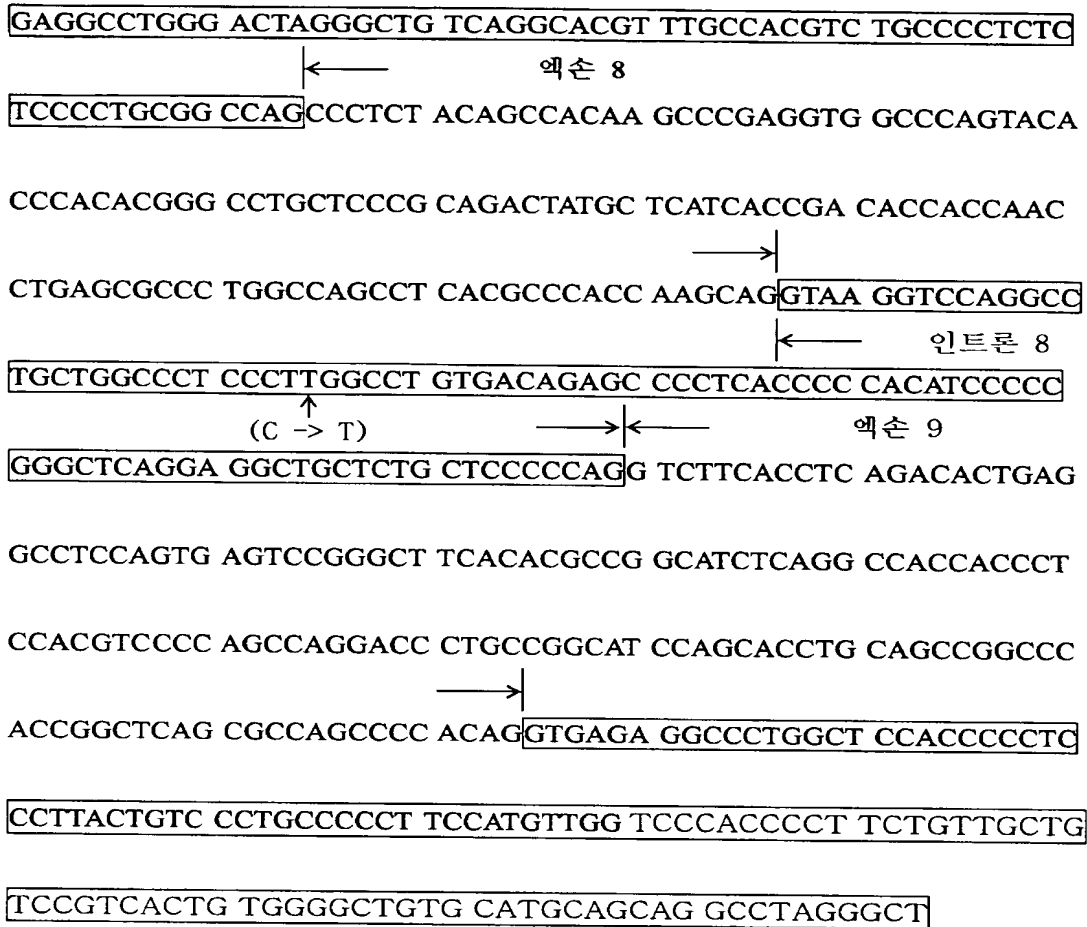 GAGGCCTGGG ACTAGGGCTG TCAGGCACGT TTGCCACGTC TGCCCCTCTC
엑손 8
TCCCCTGCGG CCAGCCCTCT ACAGCCACAA GCCCGAGGTG GCCCAGTACA
CCCACACGGG CCTGCTCCCG CAGACTATGC TCATCACCGA CACCACCAAC
CTGAGCGCCC TGGCCAGCCT CACGCCCACC AAGCAGGTAA GGTCCAGGCC
인트론 8
TGCTGGCCCT CCCTTGGCCT GTGACAGAGC CCCTCACCCC CACATCCCCC
(C -> T) 엑손 9
GGGCTCAGGA GGCTGCTCTG CTCCCCCAGG TCTTCACCTC AGACACTGAG
GCCTCCAGTG AGTCCGGGCT TCACACGCCG GCATCTCAGG CCACCACCCT
CCACGTCCCC AGCCAGGACC CTGCCGGCAT CCAGCACCTG CAGCCGGCCC
ACCGGCTCAG CGCCAGCCCC ACAGGTGAGA GGCCCTGGCT CCACCCCCTC
CCTTACTGTC CCTGCCCCCT TCCATGTTGG TCCCACCCCT TCTGTTGCTG
TCCGTCACTG TGGGGCTGTG CATGCAGCAG GCCTAGGGCT